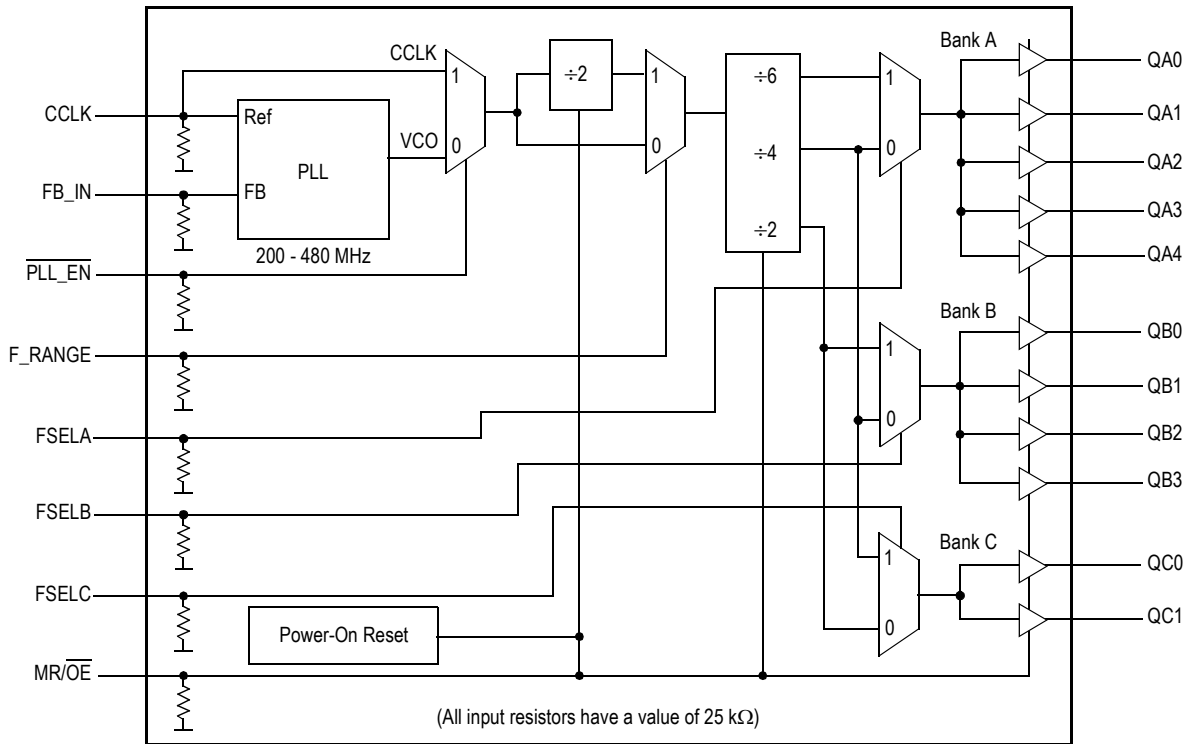 CCLK
FB_IN
PLL_EN
F_RANGE
FSELA
FSELB
FSELC
MR/OE
CCLK
Ref
VCO
FB
PLL
200 - 480 MHz
1
0
÷2
1
0
÷6
÷4
÷2
1
0
1
0
1
0
Bank A
QA0
QA1
QA2
QA3
QA4
Bank B
QB0
QB1
QB2
QB3
Bank C
QC0
QC1
Power-On Reset
(All input resistors have a value of 25 kΩ)